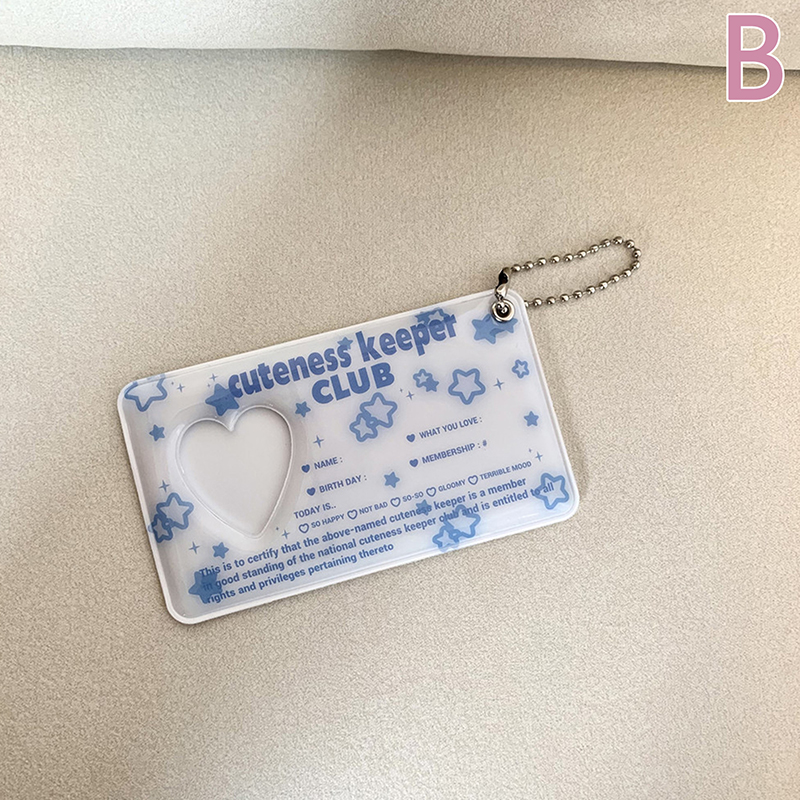 B
cuteness keeper
CLUB
NAME :
WHAT YOU LOVE :
BIRTH DAY :
MEMBERSHIP : #
TODAY IS..
SO HAPPY NOT BAD SO-SO GLOOMY TERRIBLE MOOD
This is to certify that the above-named cuteness keeper is a member
in good standing of the national cuteness keeper club and is entitled to all
rights and privileges pertaining thereto